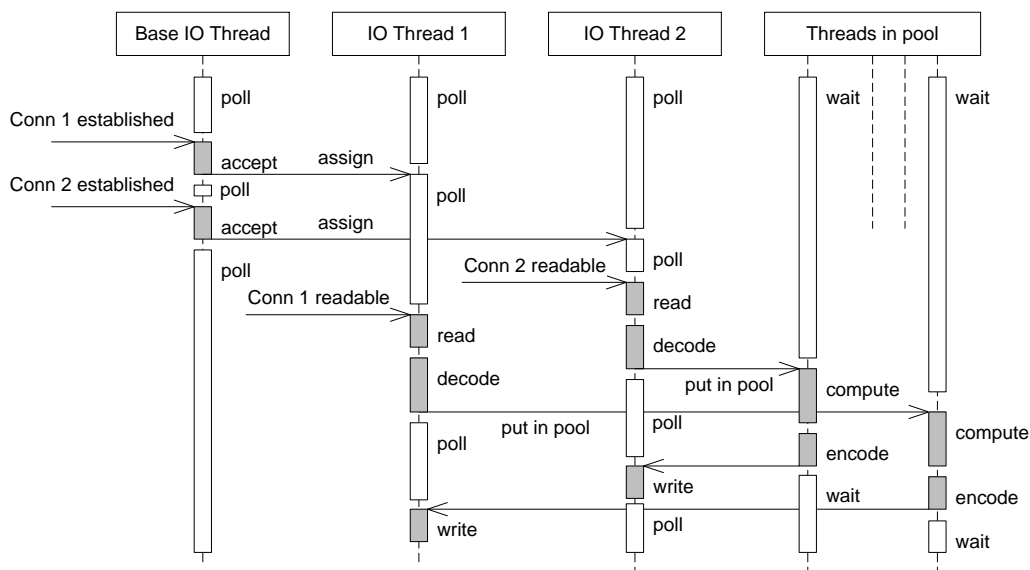 Base IO Thread
IO Thread 1
IO Thread 2
Threads in pool
poll
poll
poll
wait
wait
Conn 1 established
accept
assign
Conn 2 established
poll
poll
accept
assign
poll
poll
Conn 2 readable
Conn 1 readable
read
read
decode
decode
put in pool
compute
put in pool
poll
poll
compute
encode
write
wait
encode
write
poll
wait